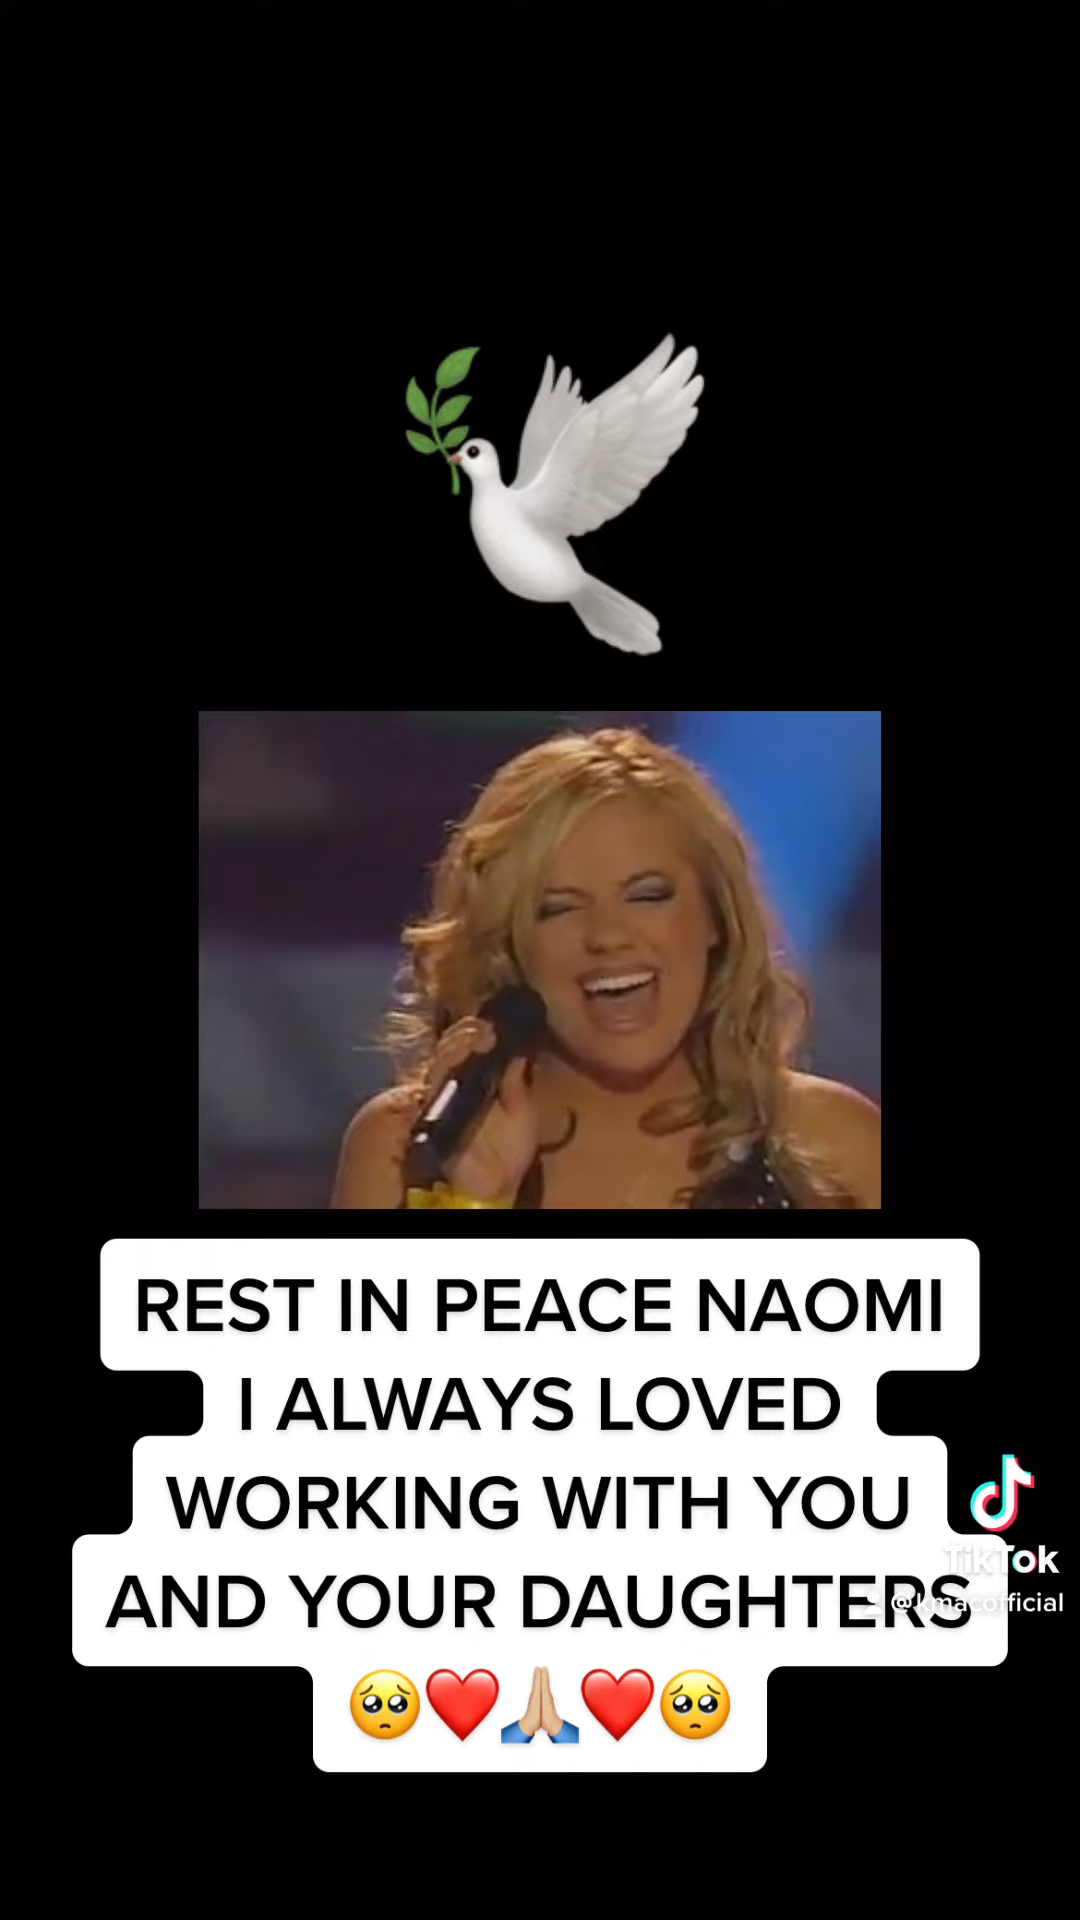 REST IN PEACE NAOMI
I ALWAYS LOVED
WORKING WITH YOU
AND YOUR DAUGHTERS
🥺❤️🙏🏼❤️🥺
TikTok
@kmacofficial